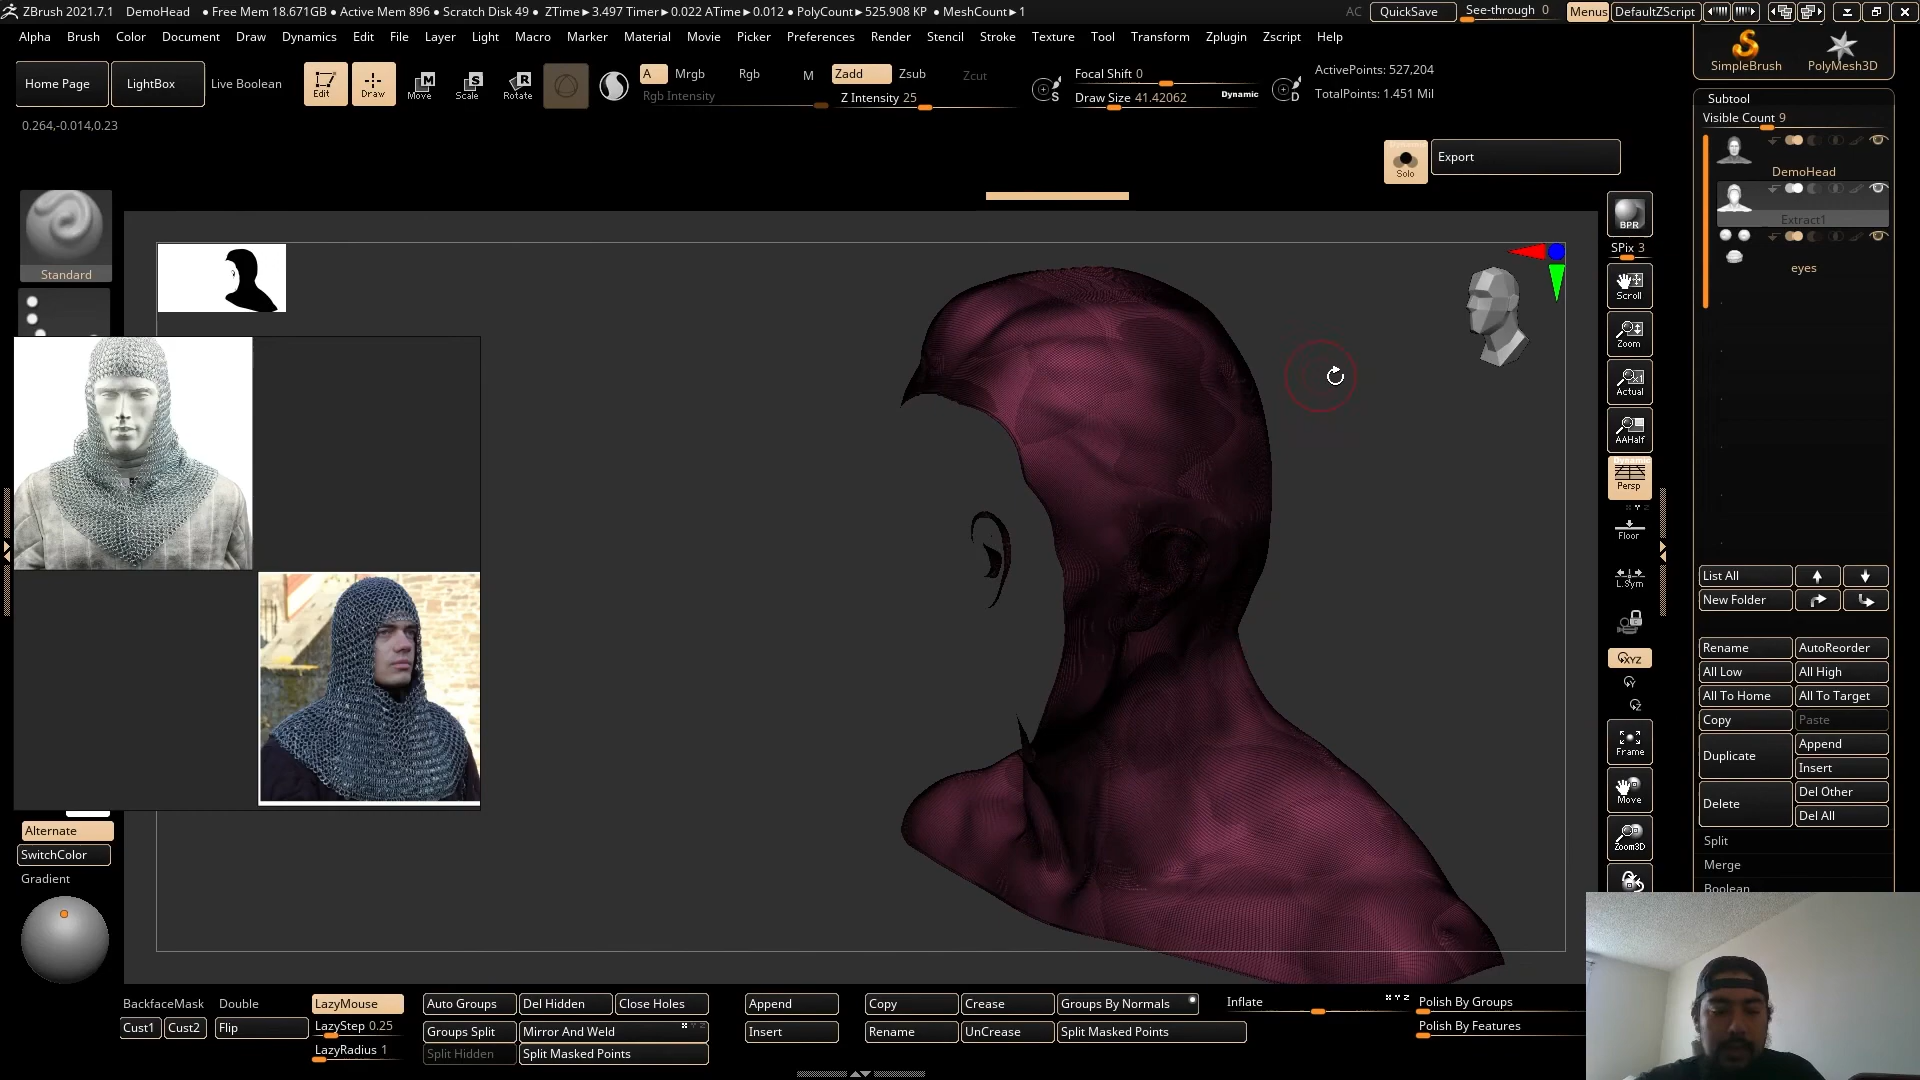 ZBrush 2021.7.1 DemoHead • Free Mem 18.671GB • Active Mem 896 • Scratch Disk 49 • ZTime►3.497 Timer►0.022 ATime►0.012 • PolyCount►525.908 KP • MeshCount►1 AC QuickSave See-through 0 Menus DefaultZScript
Alpha Brush Color Document Draw Dynamics Edit File Layer Light Macro Marker Material Movie Picker Preferences Render Stencil Stroke Texture Tool Transform Zplugin Zscript Help
SimpleBrush PolyMesh3D
Home Page LightBox Live Boolean Edit Draw Move Scale Rotate
A Mrgb Rgb M Zadd Zsub Zcut
Rgb Intensity Z Intensity 25
S Focal Shift 0
Draw Size 41.42062 Dynamic D
ActivePoints: 527,204
TotalPoints: 1.451 Mil
0.264,-0.014,0.23
Solo Export
Subtool
Visible Count 9
DemoHead
Extract1
eyes
Standard
BPR
SPix 3
Scroll
Zoom
Actual
AAHalf
Dynamic
Persp
Floor
L.Sym
XYZ
Y
Z
Frame
Move
Zoom3D
List All
New Folder
Rename AutoReorder
All Low All High
All To Home All To Target
Copy Paste
Duplicate Append
Insert
Delete Del Other
Del All
Split
Merge
Boolean
Alternate
SwitchColor
Gradient
BackfaceMask Double LazyMouse
Cust1 Cust2 Flip LazyStep 0.25
LazyRadius 1
Auto Groups Del Hidden Close Holes
Groups Split Mirror And Weld
Split Hidden Split Masked Points
Append
Insert
Copy Crease Groups By Normals
Rename UnCrease Split Masked Points
Inflate
Polish By Groups
Polish By Features